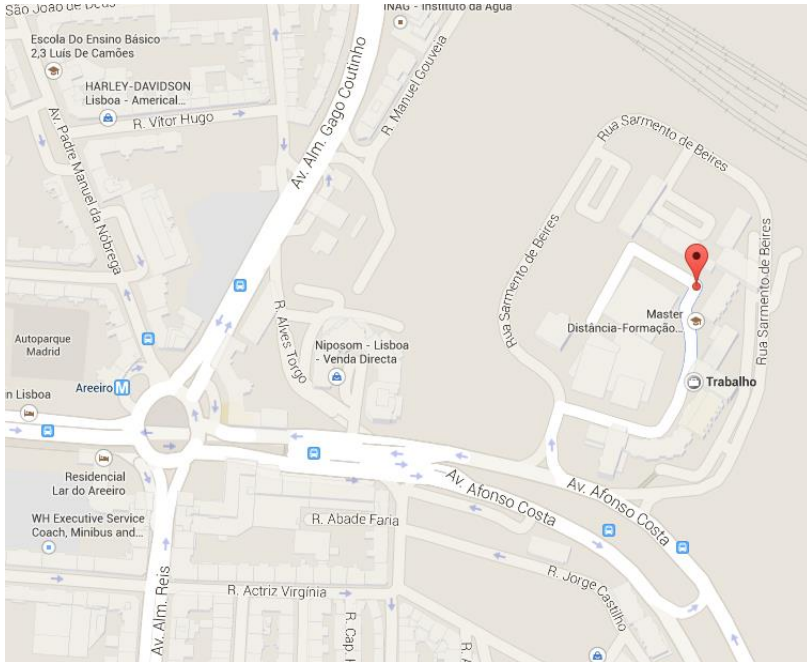 São João de Deus
INAG - Instituto da Água
Escola Do Ensino Básico
2,3 Luís De Camões
HARLEY-DAVIDSON
Lisboa - Americal...
R. Vítor Hugo
Av. Alm. Gago Coutinho
R. Manuel Gouveia
Av. Padre Manuel da Nóbrega
Rua Sarmento de Beires
Rua Sarmento de Beires
Rua Sarmento de Beires
R. Alves Torgo
Niposom - Lisboa
- Venda Directa
Master
Distância-Formação...
Trabalho
Autoparque
Madrid
Areeiro M
n Lisboa
Residencial
Lar do Areeiro
WH Executive Service
Coach, Minibus and...
Av. Afonso Costa
Av. Afonso Costa
R. Abade Faria
R. Actriz Virgínia
R. Jorge Castilho
Av. Alm. Reis
R. Cap.
R.